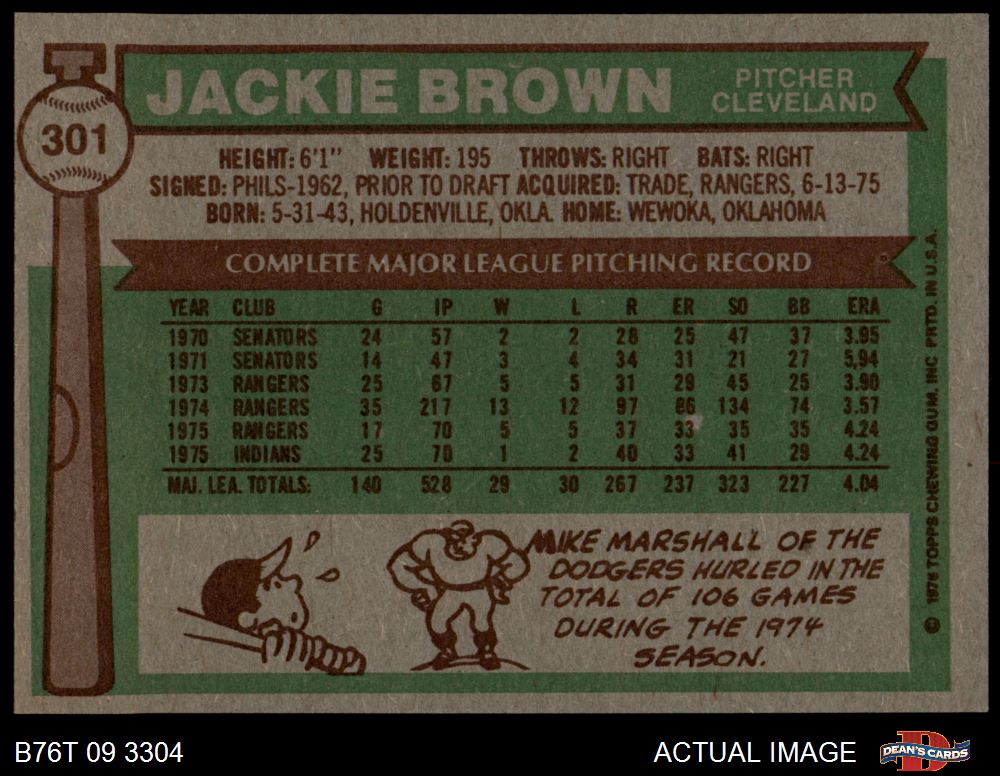 JACKIE BROWN
PITCHER
CLEVELAND
301
HEIGHT: 6'1" WEIGHT: 195 THROWS: RIGHT BATS: RIGHT
SIGNED: PHILS-1962, PRIOR TO DRAFT ACQUIRED: TRADE, RANGERS, 6-13-75
BORN: 5-31-43, HOLDENVILLE, OKLA. HOME: WEWOKA, OKLAHOMA
COMPLETE MAJOR LEAGUE PITCHING RECORD
YEAR CLUB G IP W L R ER SO BB ERA
1970 SENATORS 24 57 2 2 28 25 47 37 3.95
1971 SENATORS 14 47 3 4 34 31 21 27 5.94
1973 RANGERS 25 67 5 5 31 29 45 25 3.90
1974 RANGERS 35 217 13 12 97 86 134 74 3.57
1975 RANGERS 17 70 5 5 37 33 35 35 4.24
1975 INDIANS 25 70 1 2 40 33 41 29 4.24
MAJ. LEA. TOTALS: 140 528 29 30 267 237 323 227 4.04
MIKE MARSHALL OF THE
DODGERS HURLED IN THE
TOTAL OF 106 GAMES
DURING THE 1974
SEASON.
© 1976 TOPPS CHEWING GUM, INC PRTD. IN U.S.A.
B76T 09 3304
ACTUAL IMAGE
DEAN'S CARDS